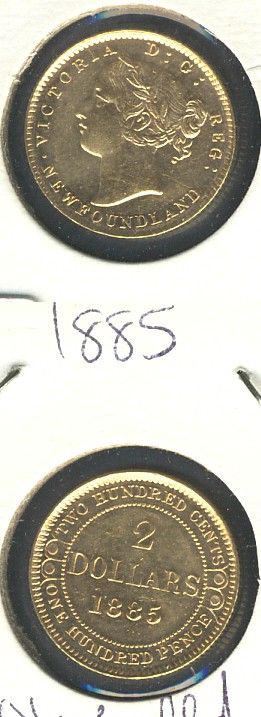 · VICTORIA D: G: REG: ·
NEWFOUNDLAND
1885
TWO HUNDRED CENTS
2
DOLLARS
1885
ONE HUNDRED PENCE